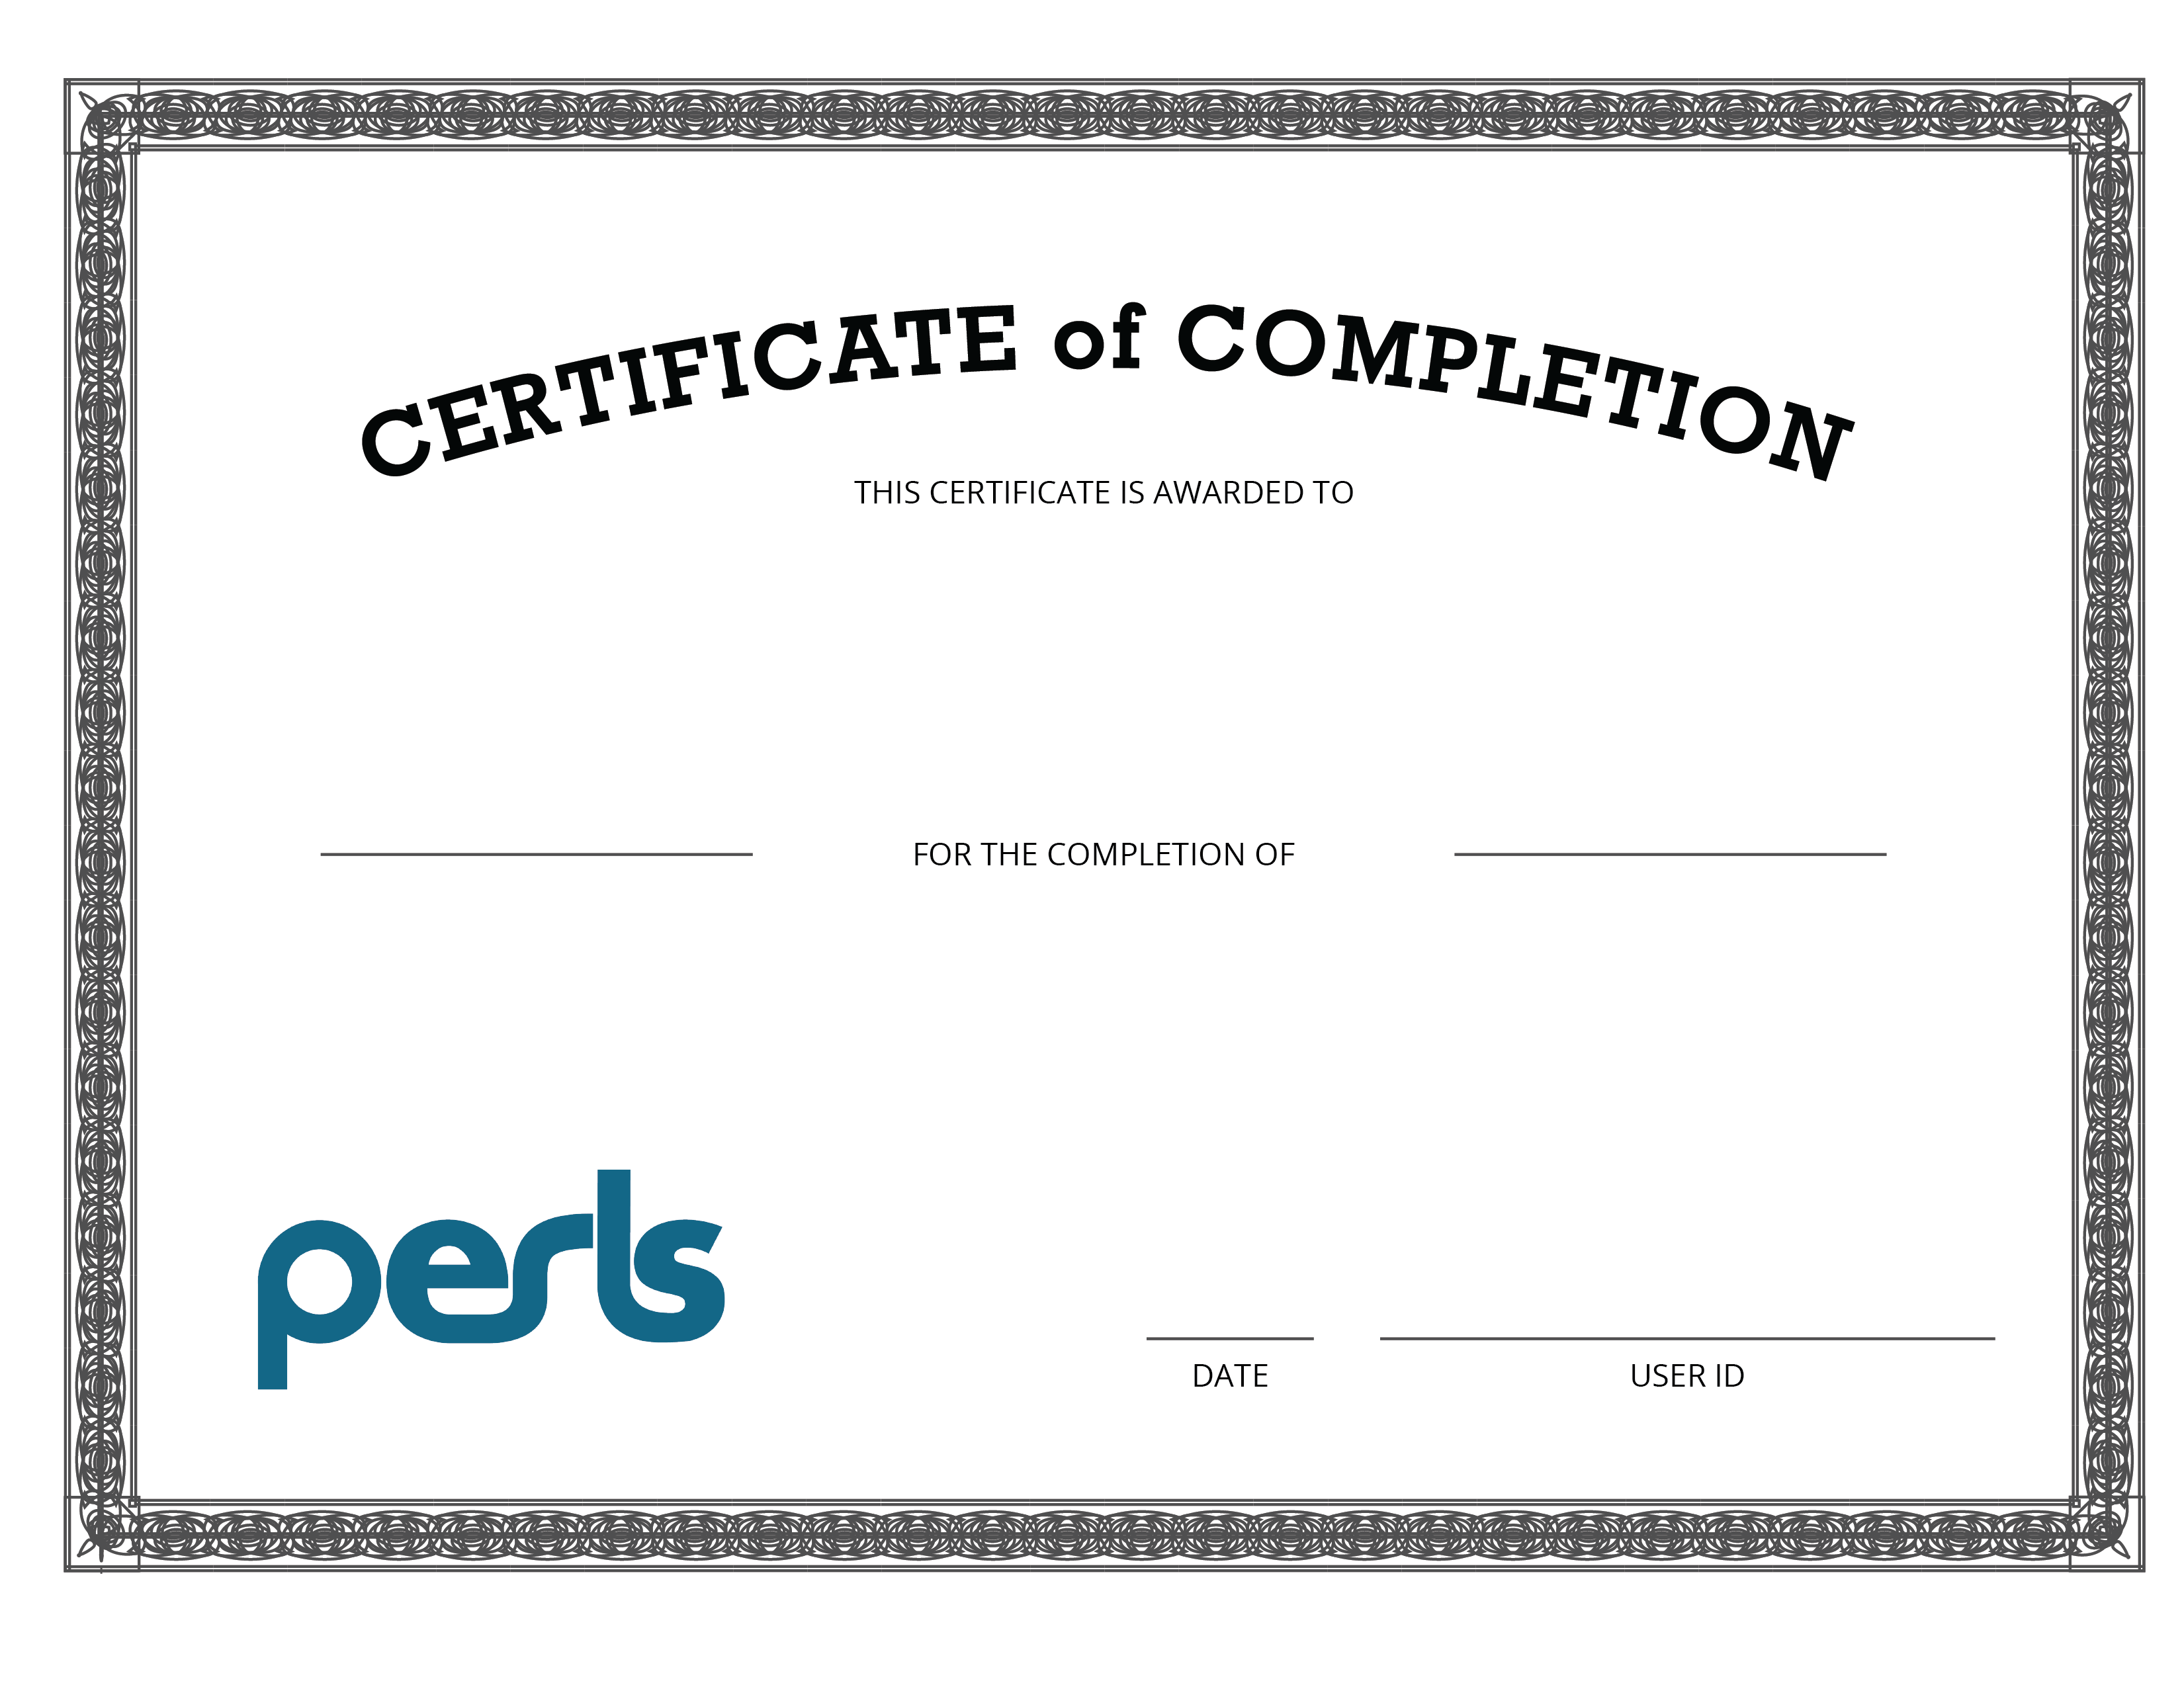 CERTIFICATE of COMPLETION
THIS CERTIFICATE IS AWARDED TO
FOR THE COMPLETION OF
perls
DATE
USER ID